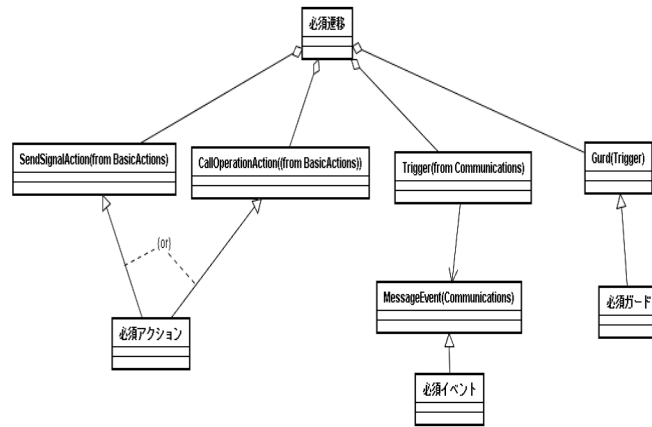 必須遷移
SendSignalAction(from BasicActions)
CallOperationAction((from BasicActions))
Trigger(from Communications)
Gurd(Trigger)
(or)
MessageEvent(Communications)
必須ガード
必須アクション
必須イベント